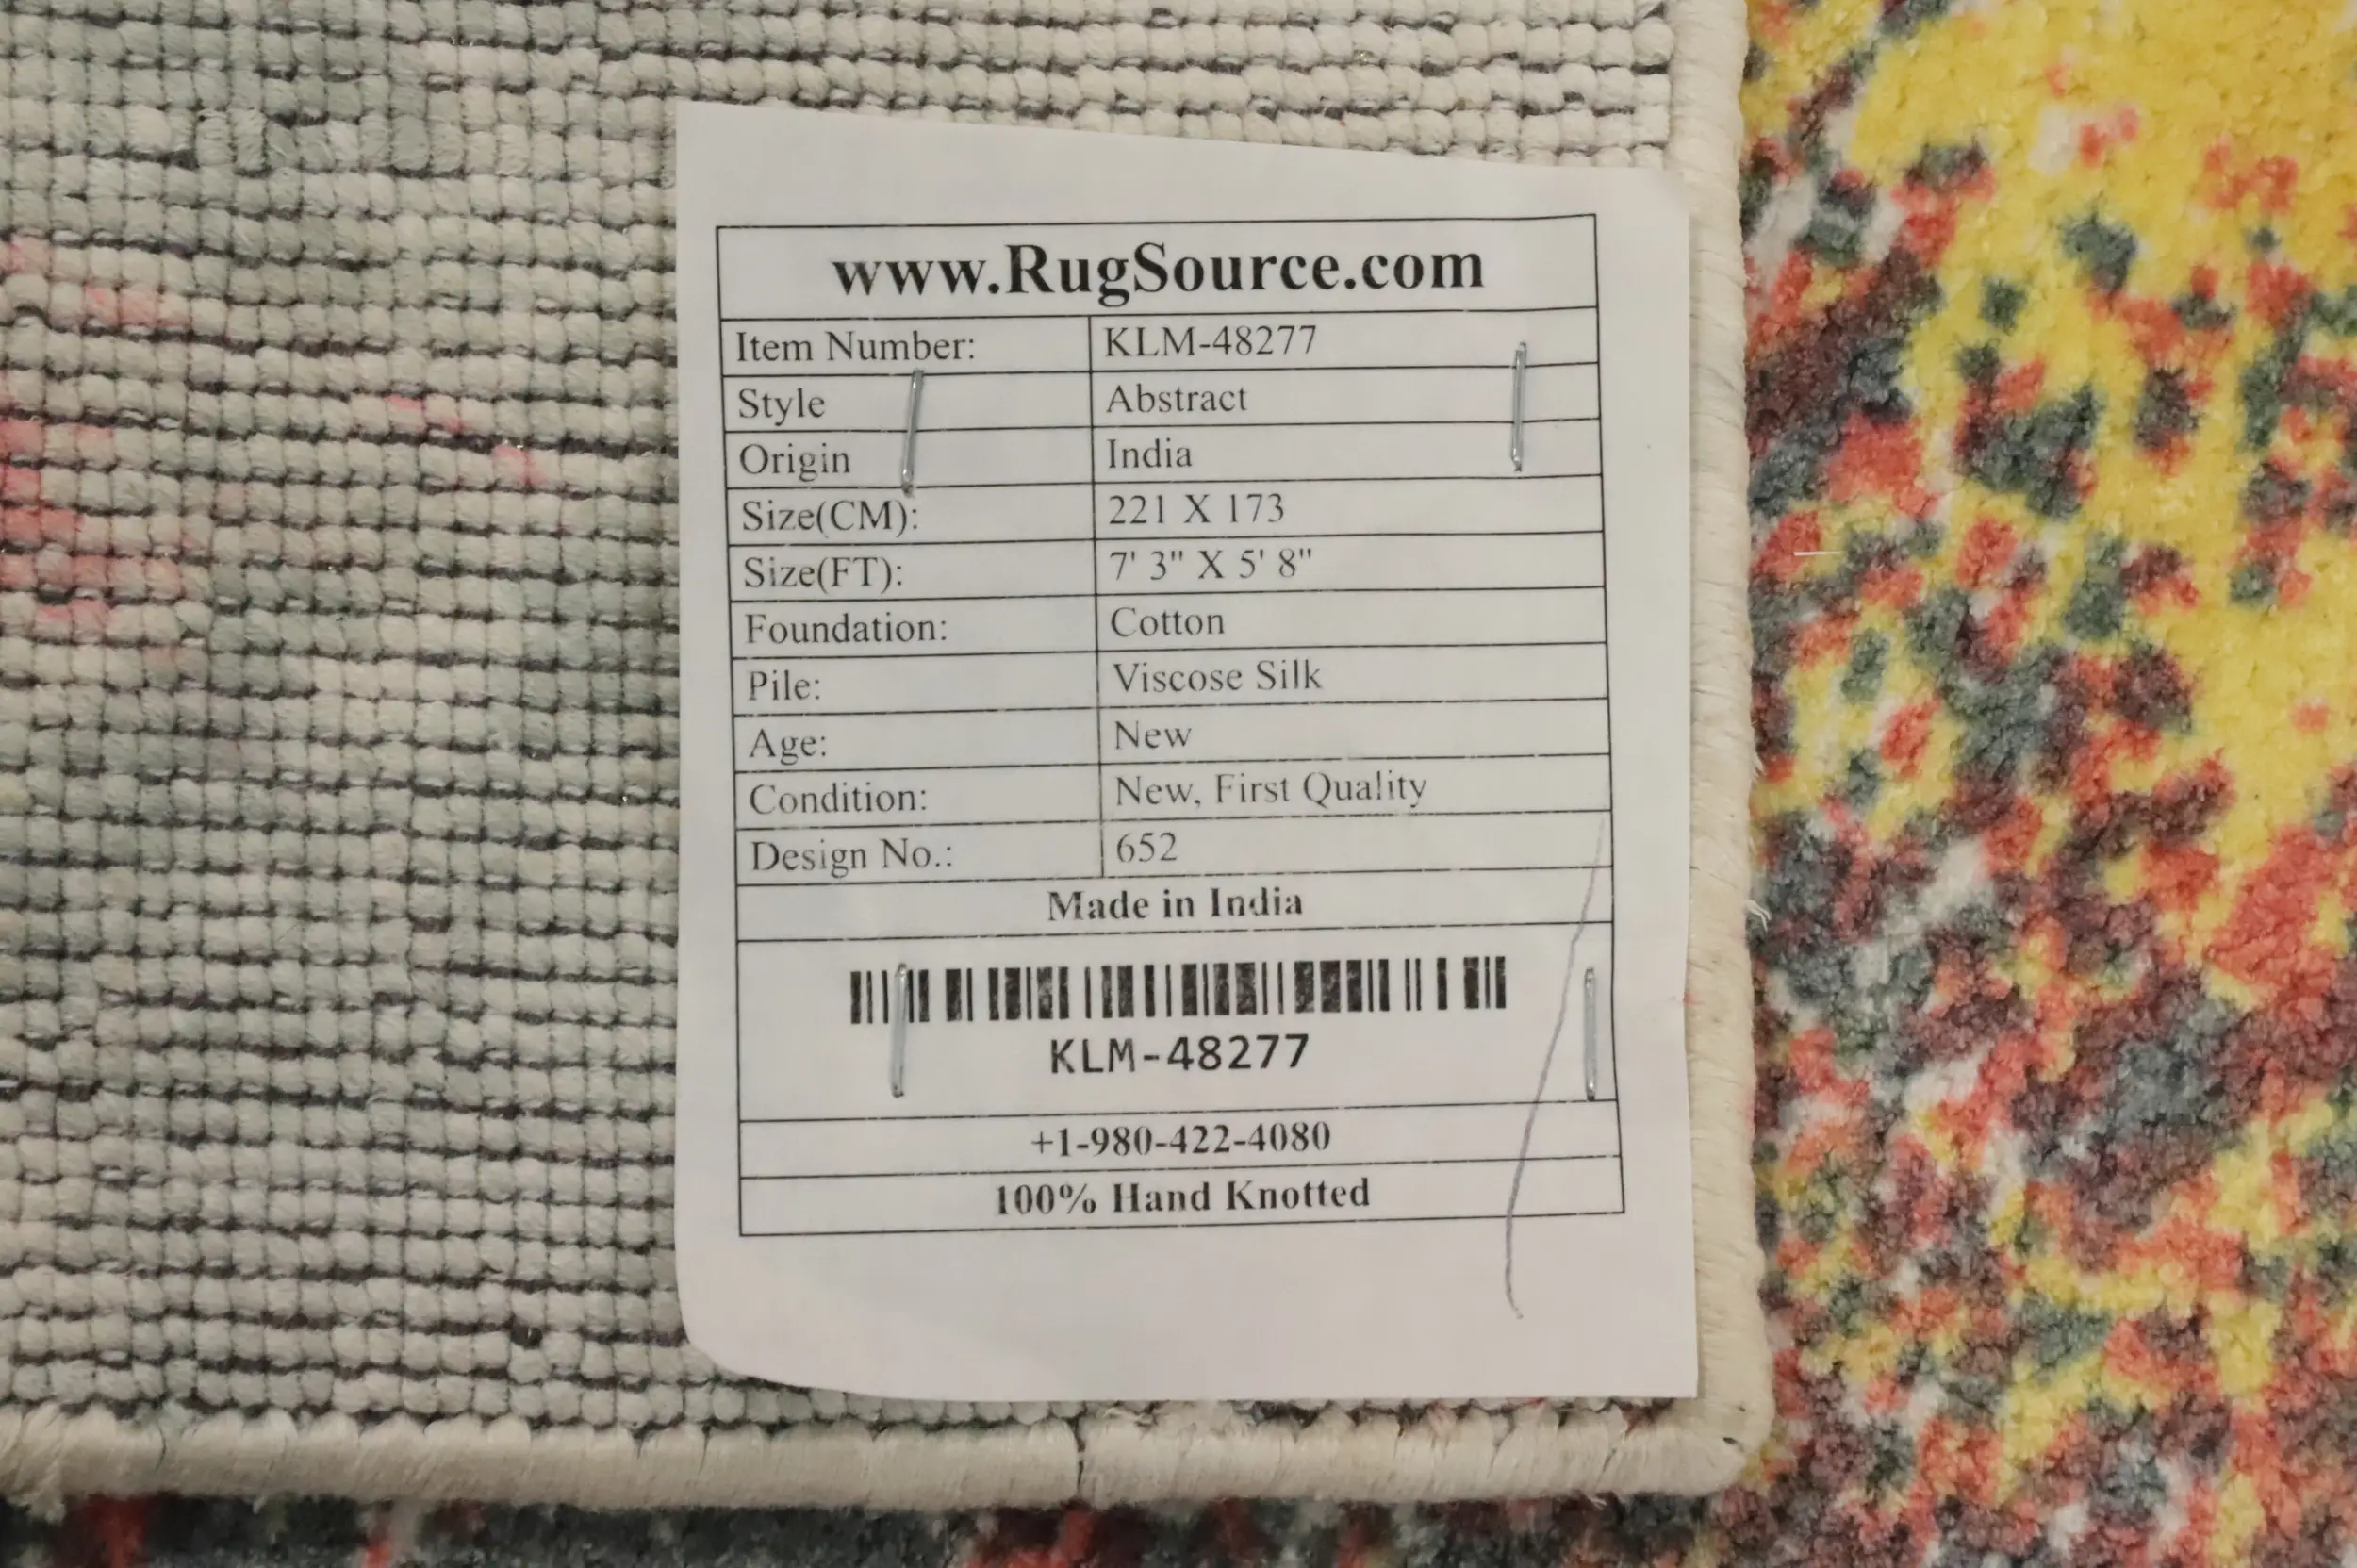 www.RugSource.com
Item Number: KLM-48277
Style Abstract
Origin India
Size(CM): 221 X 173
Size(FT): 7' 3" X 5' 8"
Foundation: Cotton
Pile: Viscose Silk
Age: New
Condition: New, First Quality
Design No.: 652
Made in India
KLM-48277
+1-980-422-4080
100% Hand Knotted